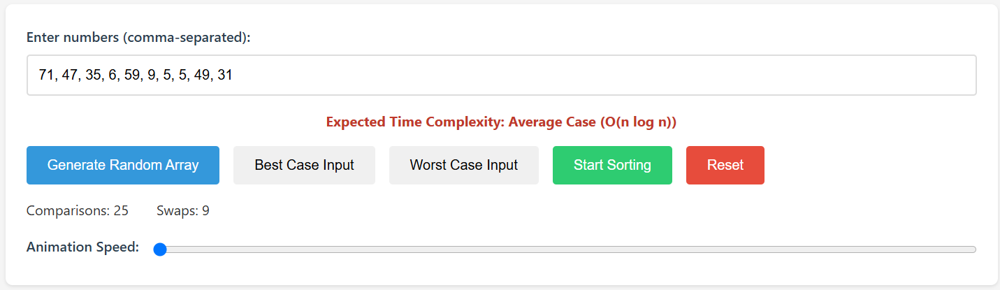 Enter numbers (comma-separated):
71, 47, 35, 6, 59, 9, 5, 5, 49, 31
Expected Time Complexity: Average Case (O(n log n))
Generate Random Array Best Case Input Worst Case Input Start Sorting Reset
Comparisons: 25 Swaps: 9
Animation Speed: